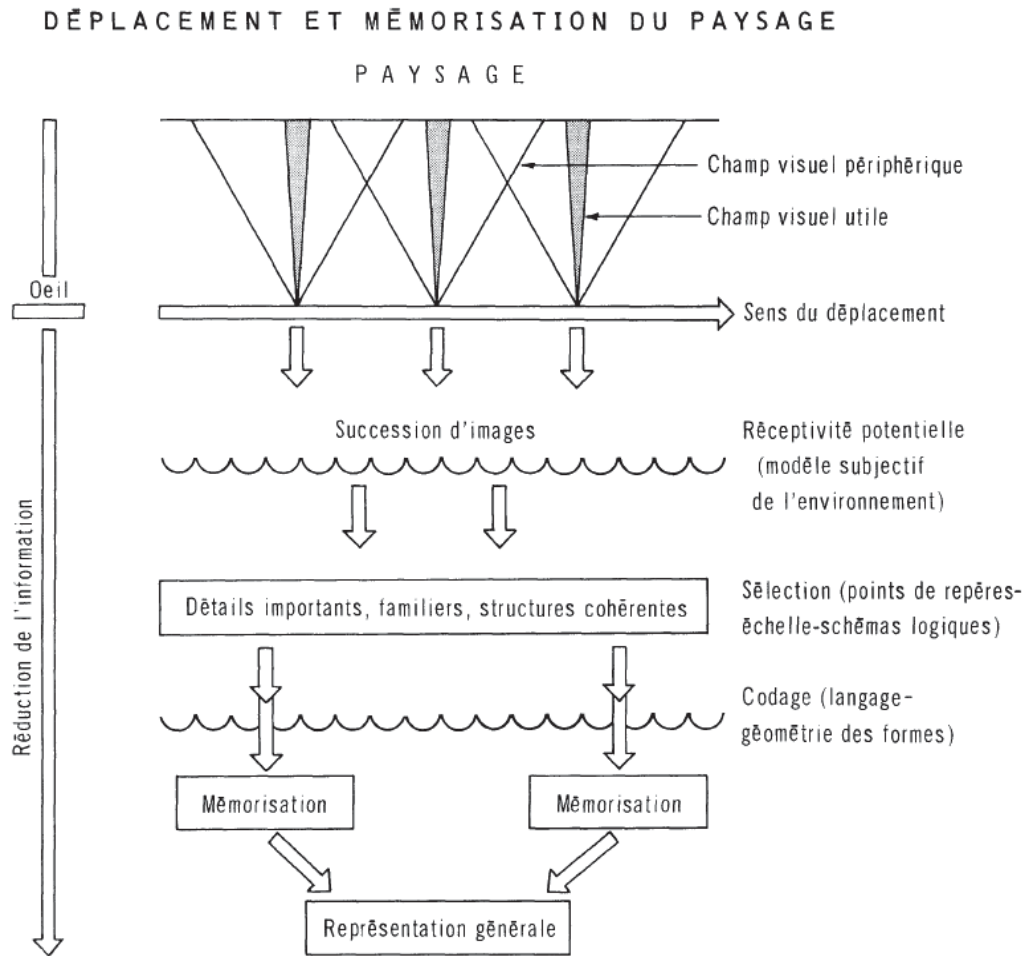 DÉPLACEMENT ET MÉMORISATION DU PAYSAGE
PAYSAGE
Champ visuel périphérique
Champ visuel utile
Oeil
Sens du déplacement
Succession d'images
Réceptivité potentielle
(modèle subjectif
de l'environnement)
Réduction de l'information
Détails importants, familiers, structures cohérentes
Sélection (points de repéres-
échelle-schémas logiques)
Codage (langage-
géométrie des formes)
Mémorisation
Mémorisation
Représentation générale